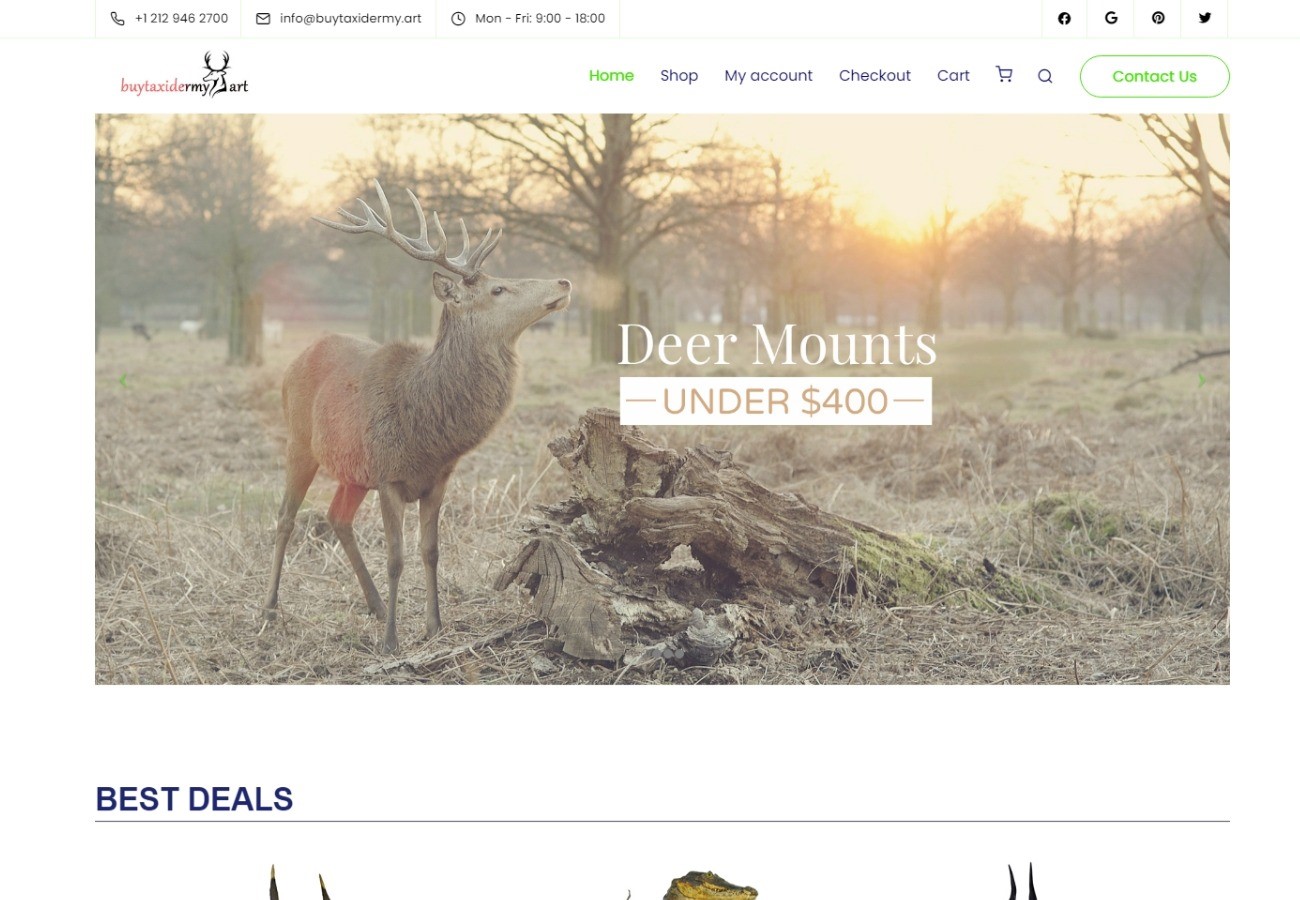 +1 212 946 2700
info@buytaxidermy.art
Mon - Fri: 9:00 - 18:00
buytaxidermy art
Home
Shop
My account
Checkout
Cart
Contact Us
Deer Mounts
UNDER $400
BEST DEALS